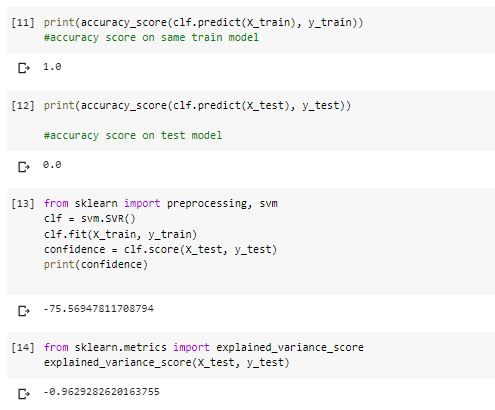 [11] print(accuracy_score(clf.predict(X_train), y_train))
#accuracy score on same train model
1.0
[12] print(accuracy_score(clf.predict(X_test), y_test))
#accuracy score on test model
0.0
[13] from sklearn import preprocessing, svm
clf = svm.SVR()
clf.fit(X_train, y_train)
confidence = clf.score(X_test, y_test)
print(confidence)
-75.56947811708794
[14] from sklearn.metrics import explained_variance_score
explained_variance_score(X_test, y_test)
-0.9629282620163755